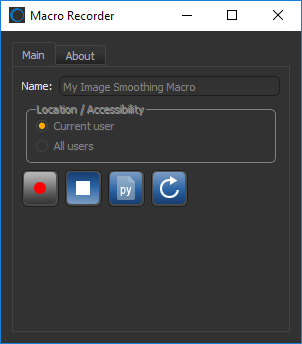 Macro Recorder
Main About
Name: My Image Smoothing Macro
Location / Accessibility
Current user
All users
py